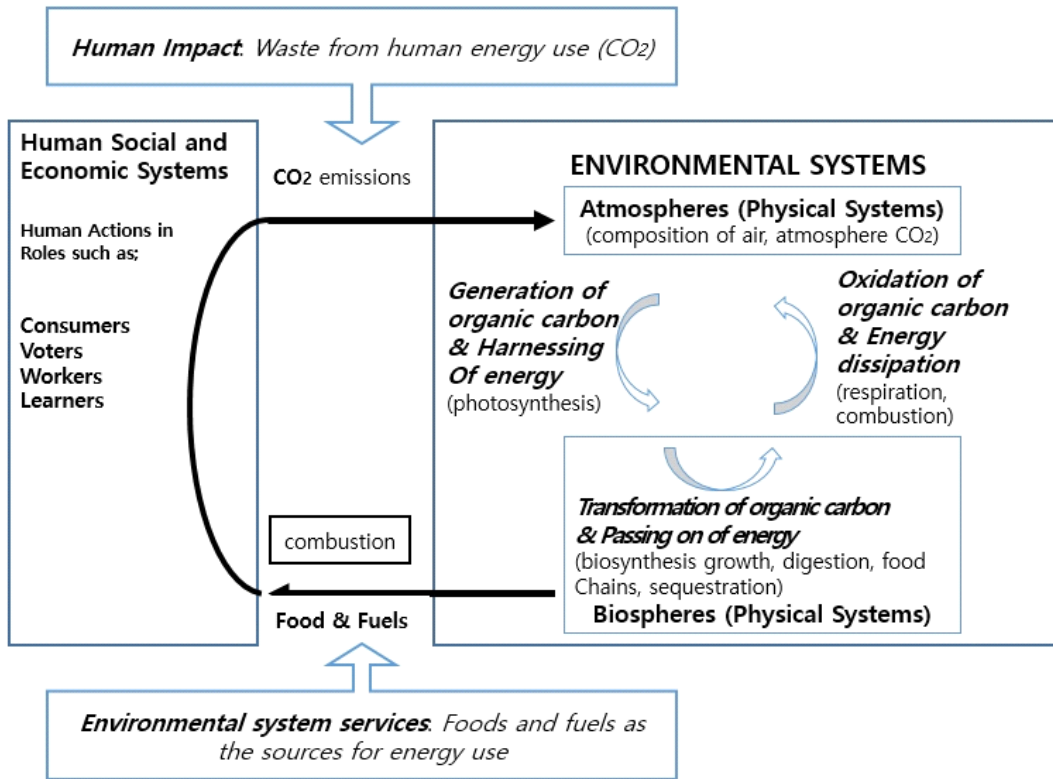 Human Impact. Waste from human energy use (CO2)
Human Social and
Economic Systems
Human Actions in
Roles such as;
Consumers
Voters
Workers
Learners
CO2 emissions
combustion
Food & Fuels
ENVIRONMENTAL SYSTEMS
Atmospheres (Physical Systems)
(composition of air, atmosphere CO2)
Generation of
organic carbon
& Harnessing
Of energy
(photosynthesis)
Oxidation of
organic carbon
& Energy
dissipation
(respiration,
combustion)
Transformation of organic carbon
& Passing on of energy
(biosynthesis growth, digestion, food
Chains, sequestration)
Biospheres (Physical Systems)
Environmental system services. Foods and fuels as
the sources for energy use